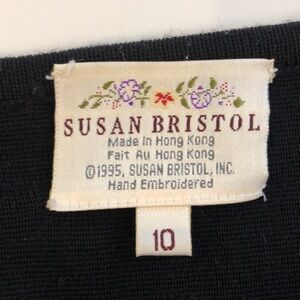 SUSAN BRISTOL
Made In Hong Kong
Fait Au Hong Kong
©1995, SUSAN BRISTOL, INC.
Hand Embroidered
10